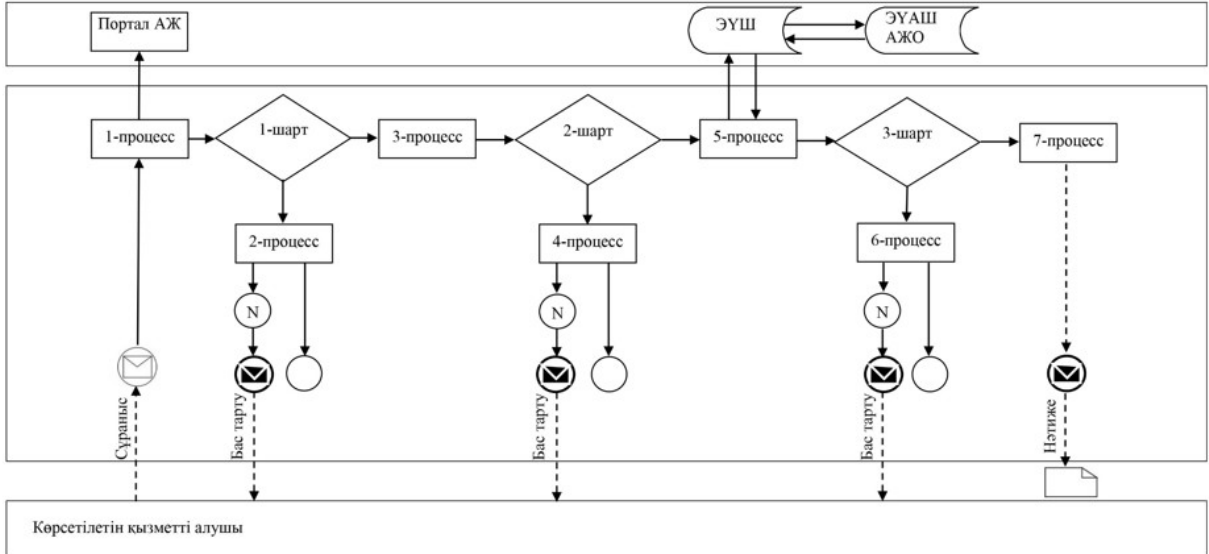 Портал АЖ
ЭҮШ
ЭҮАШ
АЖО
1-процесс
1-шарт
3-процесс
2-шарт
5-процесс
3-шарт
7-процесс
2-процесс
4-процесс
6-процесс
N
N
N
Сұраныс
Бас тарту
Бас тарту
Бас тарту
Нәтиже
Көрсетілетін қызметті алушы